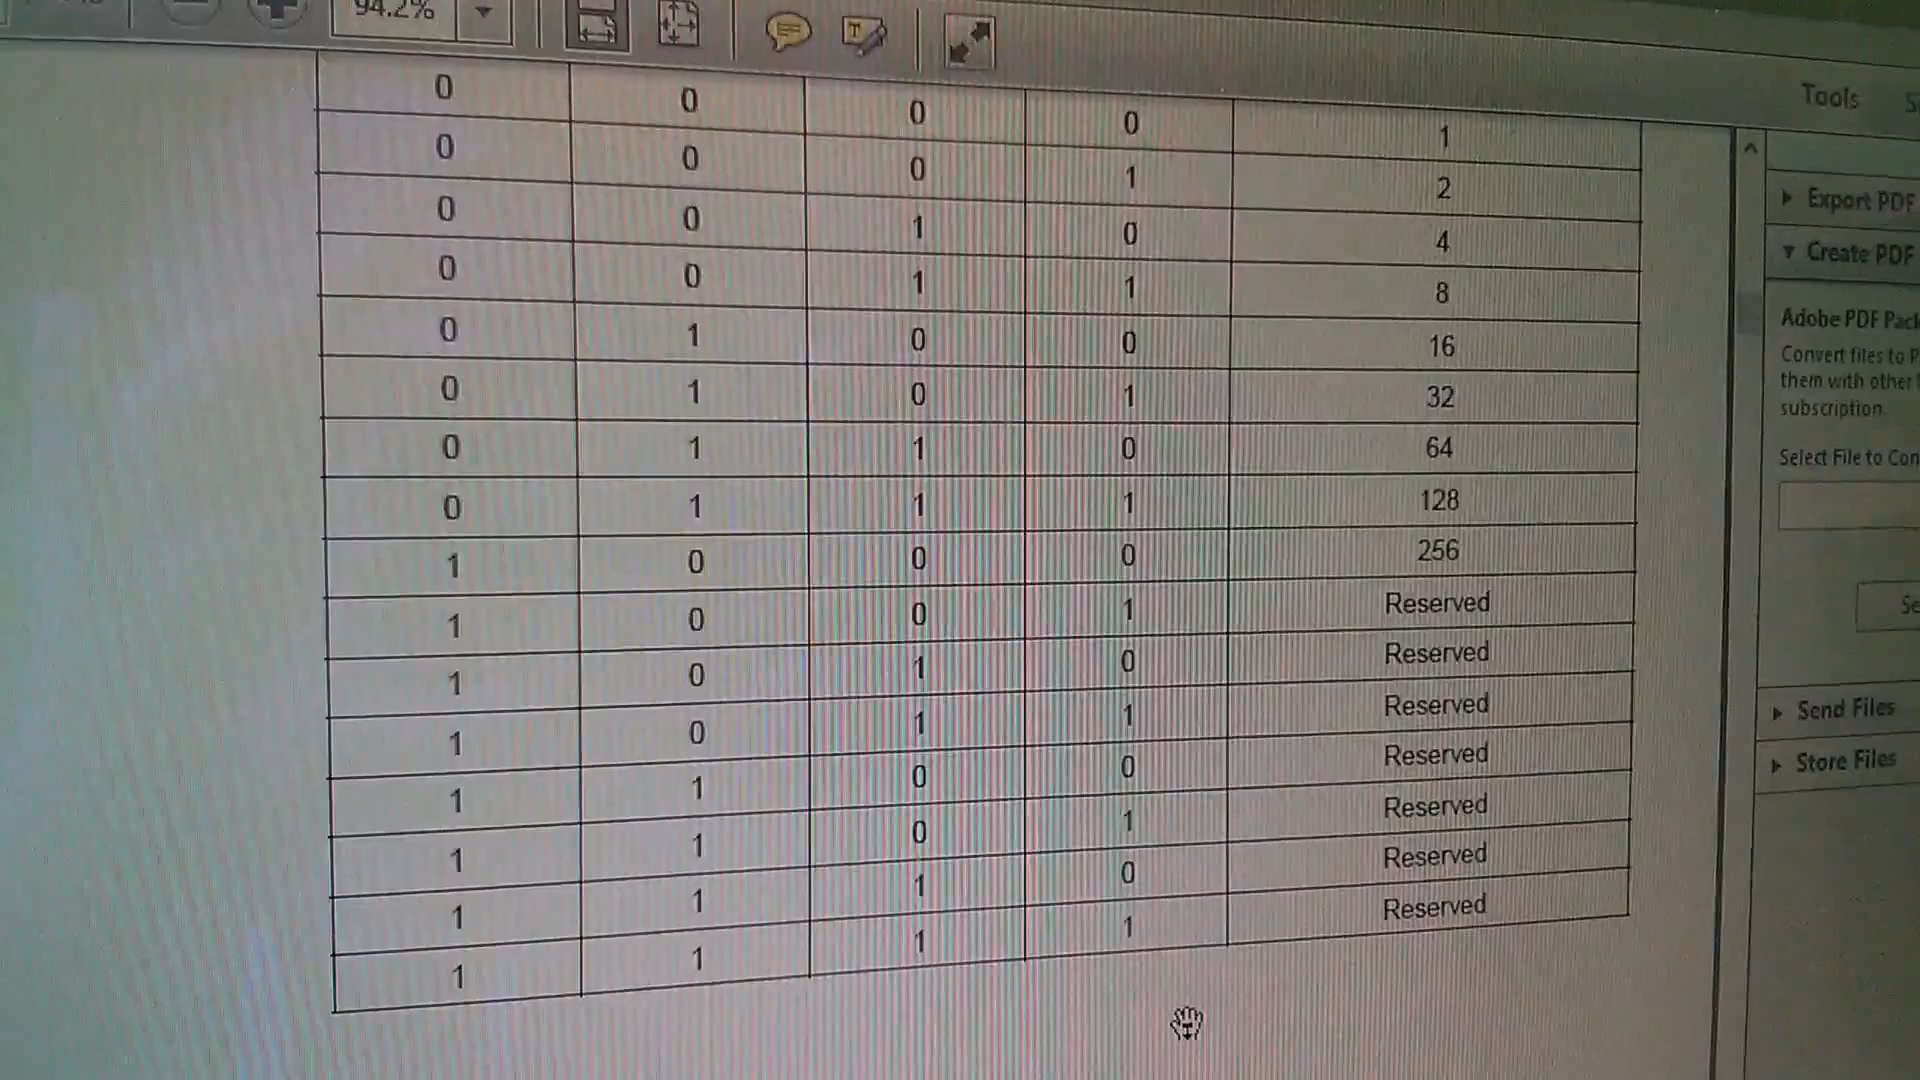 94.2%
Tools
0 0 0 0 1
0 0 0 1 2
0 0 1 0 4
0 0 1 1 8
0 1 0 0 16
0 1 0 1 32
0 1 1 0 64
0 1 1 1 128
1 0 0 0 256
1 0 0 1 Reserved
1 0 1 0 Reserved
1 0 1 1 Reserved
1 1 0 0 Reserved
1 1 0 1 Reserved
1 1 1 0 Reserved
1 1 1 1 Reserved
Export PDF
Create PDF
Adobe PDF Pack
Convert files to P
them with other
subscription.
Select File to Con
Se
Send Files
Store Files